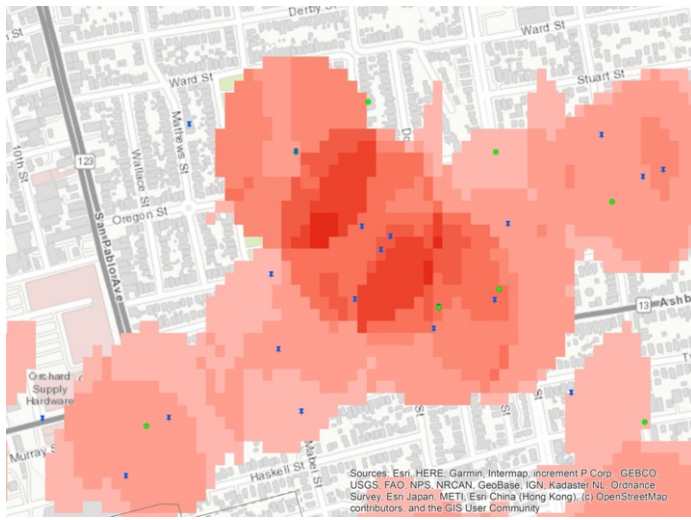 Derby St
Ward St
Ward St
Stuart St
10th St
Mathews St
Wallace St
123
Oregon St
San Pablo Ave
13
Ashb
Orchard
Supply
Hardware
Murray S
Mabel St
St
St
Haskell St
Sources: Esri, HERE, Garmin, Intermap, increment P Corp., GEBCO,
USGS, FAO, NPS, NRCAN, GeoBase, IGN, Kadaster NL, Ordnance
Survey, Esri Japan, METI, Esri China (Hong Kong), (c) OpenStreetMap
contributors, and the GIS User Community